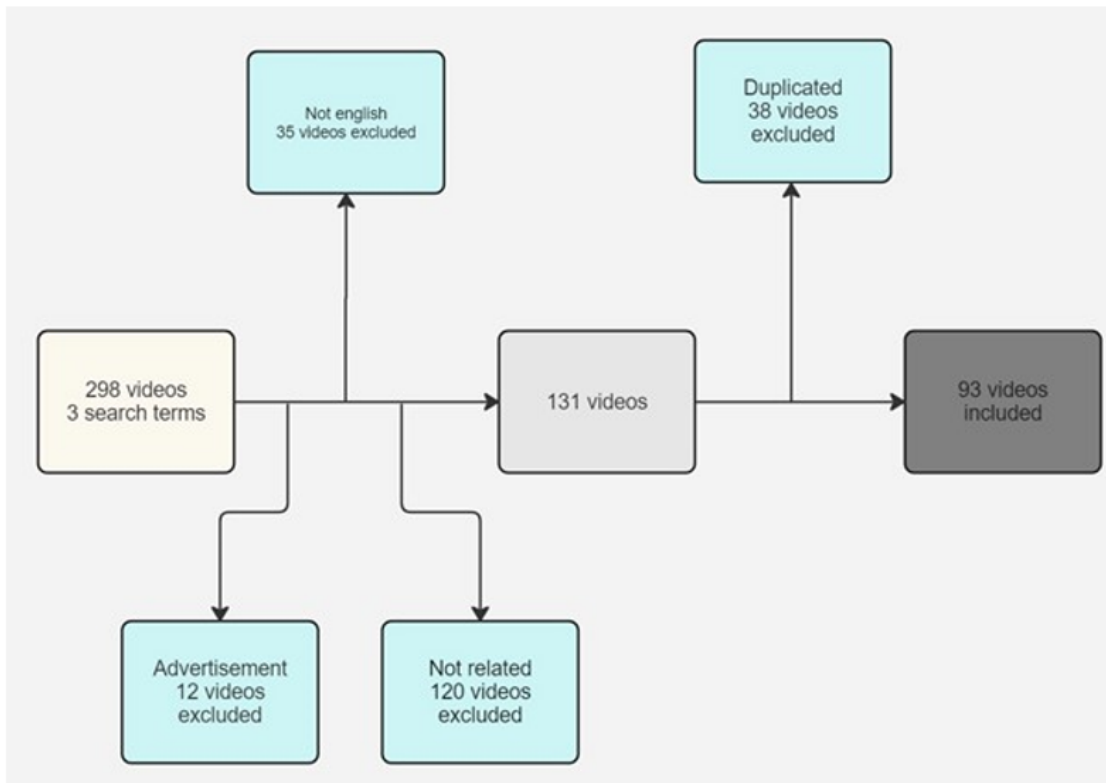 Not english
35 videos excluded
Duplicated
38 videos
excluded
298 videos
3 search terms
131 videos
93 videos
included
Advertisement
12 videos
excluded
Not related
120 videos
excluded